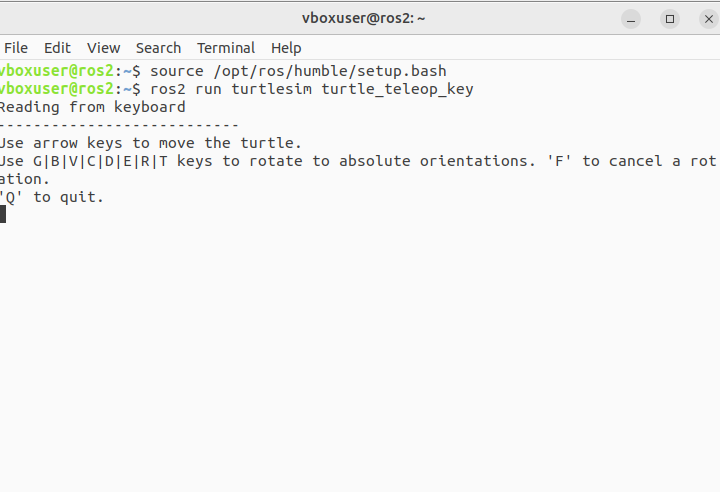 vboxuser@ros2: ~
File Edit View Search Terminal Help
vboxuser@ros2:~$ source /opt/ros/humble/setup.bash
vboxuser@ros2:~$ ros2 run turtlesim turtle_teleop_key
Reading from keyboard
---------------------------
Use arrow keys to move the turtle.
Use G|B|V|C|D|E|R|T keys to rotate to absolute orientations. 'F' to cancel a rot
ation.
'Q' to quit.